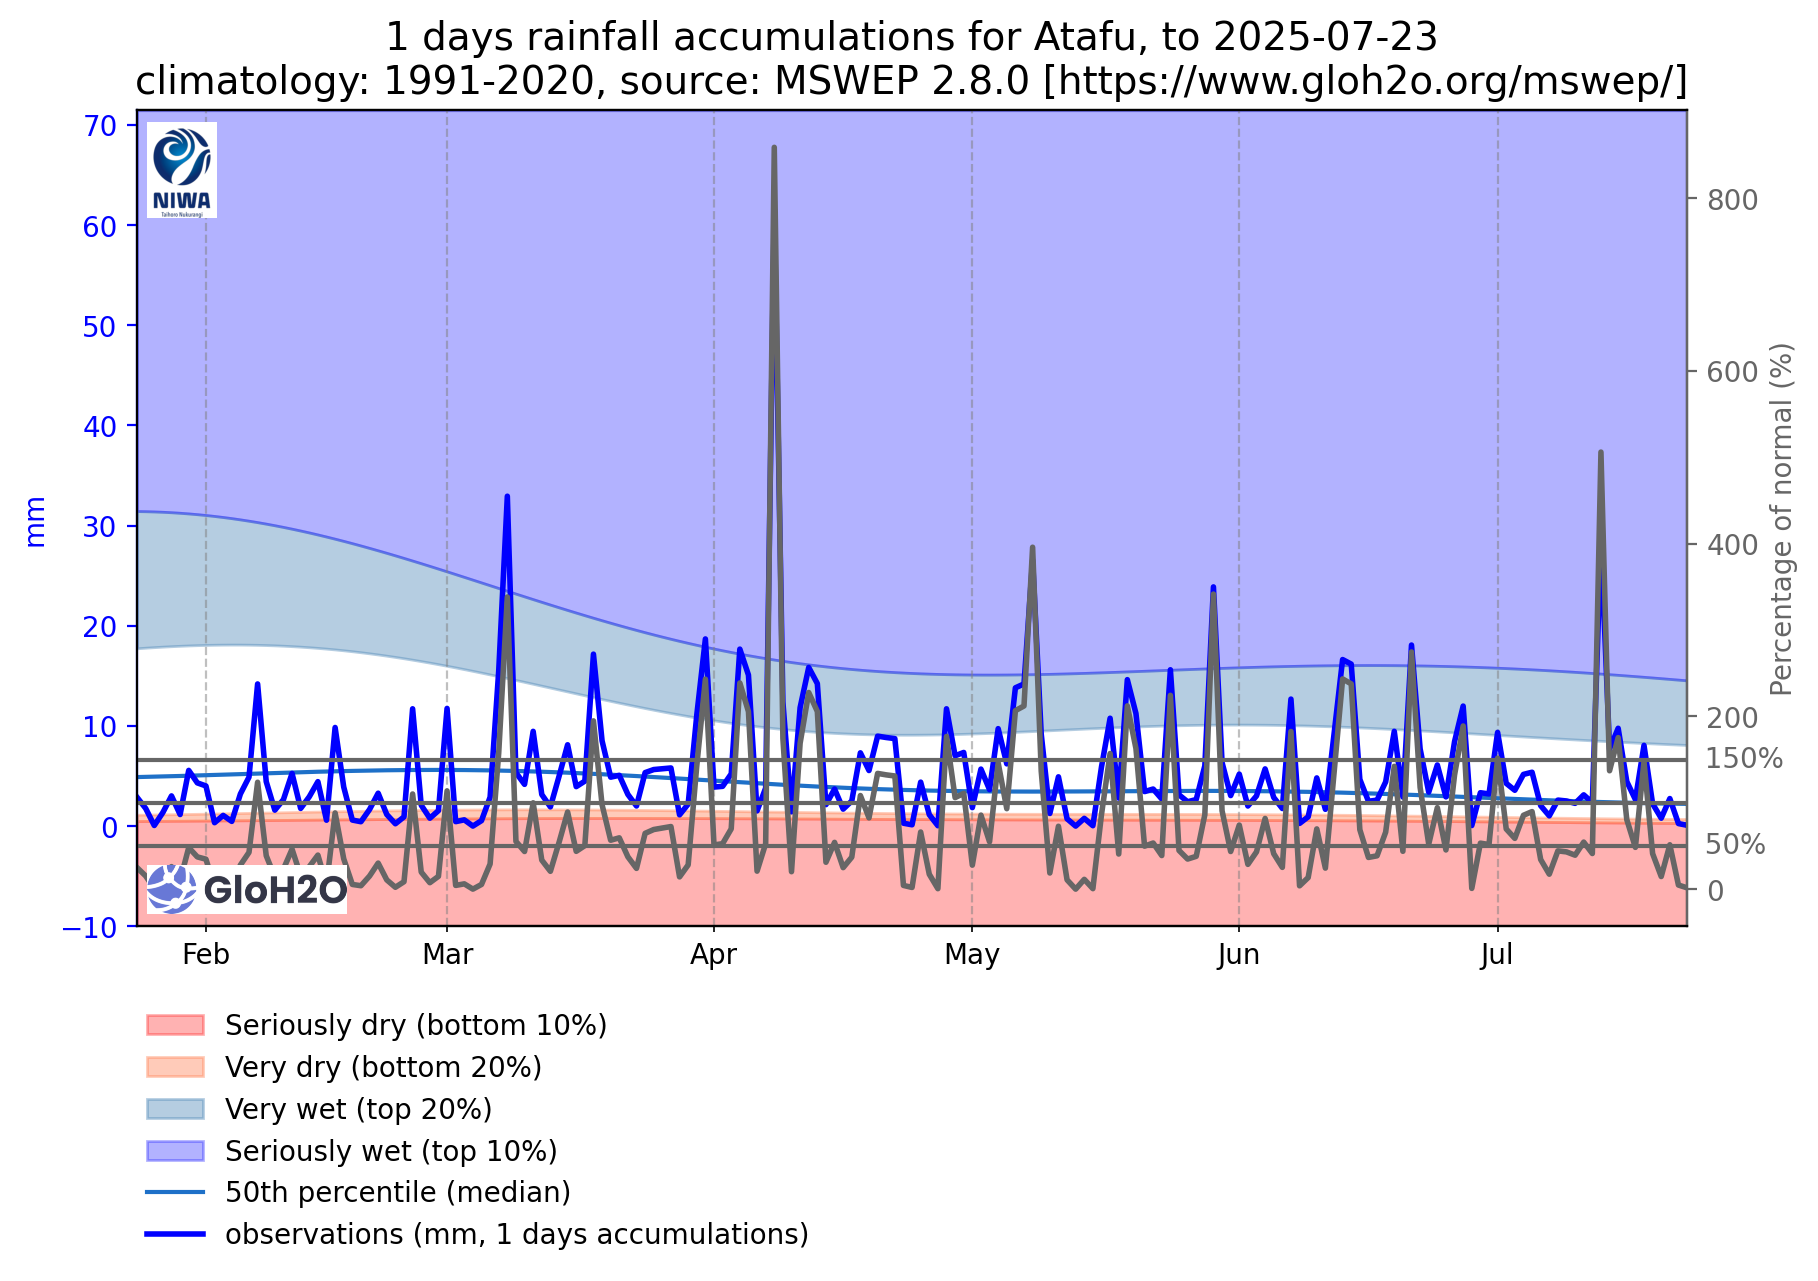 1 days rainfall accumulations for Atafu, to 2025-07-23
climatology: 1991-2020, source: MSWEP 2.8.0 [https://www.gloh2o.org/mswep/]
70
60
50
40
30
20
10
0
−10
mm
NIWA
Taihoro Nukurangi
GloH2O
800
600
400
200
150%
50%
0
Percentage of normal (%)
Feb
Mar
Apr
May
Jun
Jul
Seriously dry (bottom 10%)
Very dry (bottom 20%)
Very wet (top 20%)
Seriously wet (top 10%)
50th percentile (median)
observations (mm, 1 days accumulations)